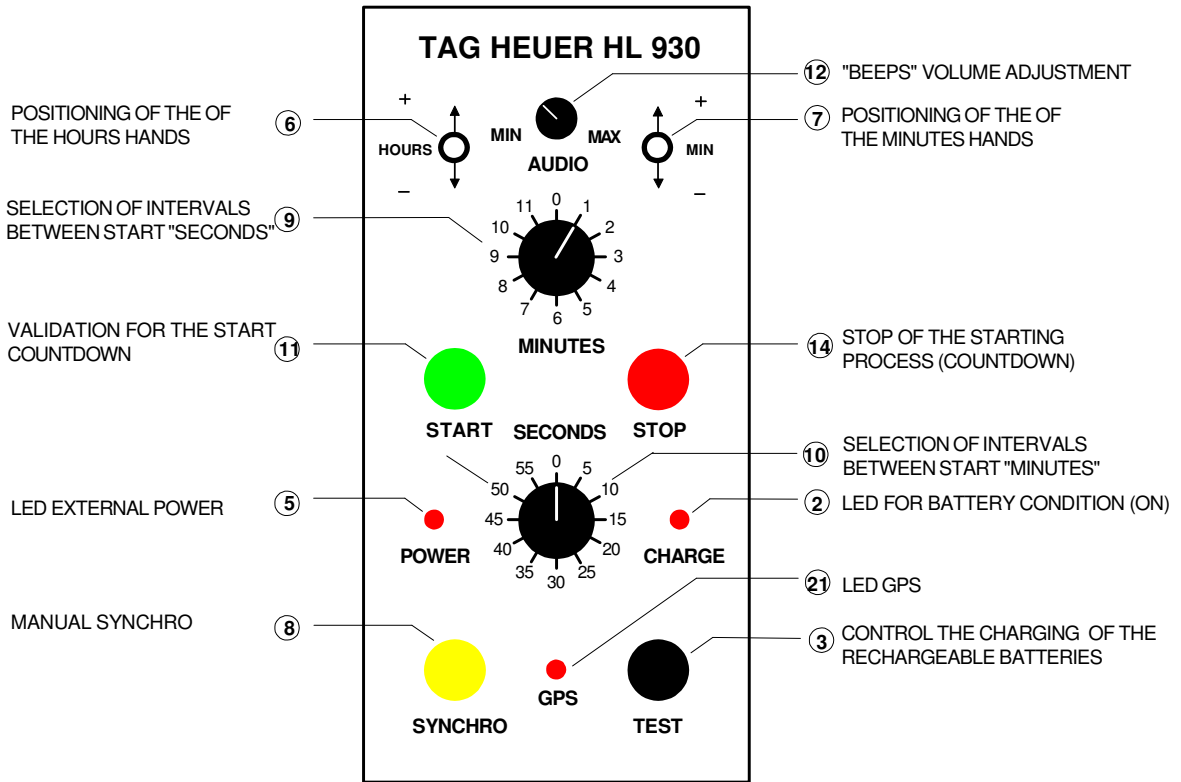 TAG HEUER HL 930
12 "BEEPS" VOLUME ADJUSTMENT
POSITIONING OF THE OF
THE HOURS HANDS
6
+
HOURS
–
MIN
MAX
AUDIO
+
MIN
–
7 POSITIONING OF THE OF
THE MINUTES HANDS
SELECTION OF INTERVALS
BETWEEN START "SECONDS"
9
0
1
2
3
4
5
6
7
8
9
10
11
MINUTES
VALIDATION FOR THE START
COUNTDOWN
11
14 STOP OF THE STARTING
PROCESS (COUNTDOWN)
START
SECONDS
STOP
10 SELECTION OF INTERVALS
BETWEEN START "MINUTES"
0
5
10
15
20
25
30
35
40
45
50
55
LED EXTERNAL POWER 5
2 LED FOR BATTERY CONDITION (ON)
POWER
CHARGE
21 LED GPS
MANUAL SYNCHRO 8
3 CONTROL THE CHARGING OF THE
RECHARGEABLE BATTERIES
SYNCHRO
GPS
TEST